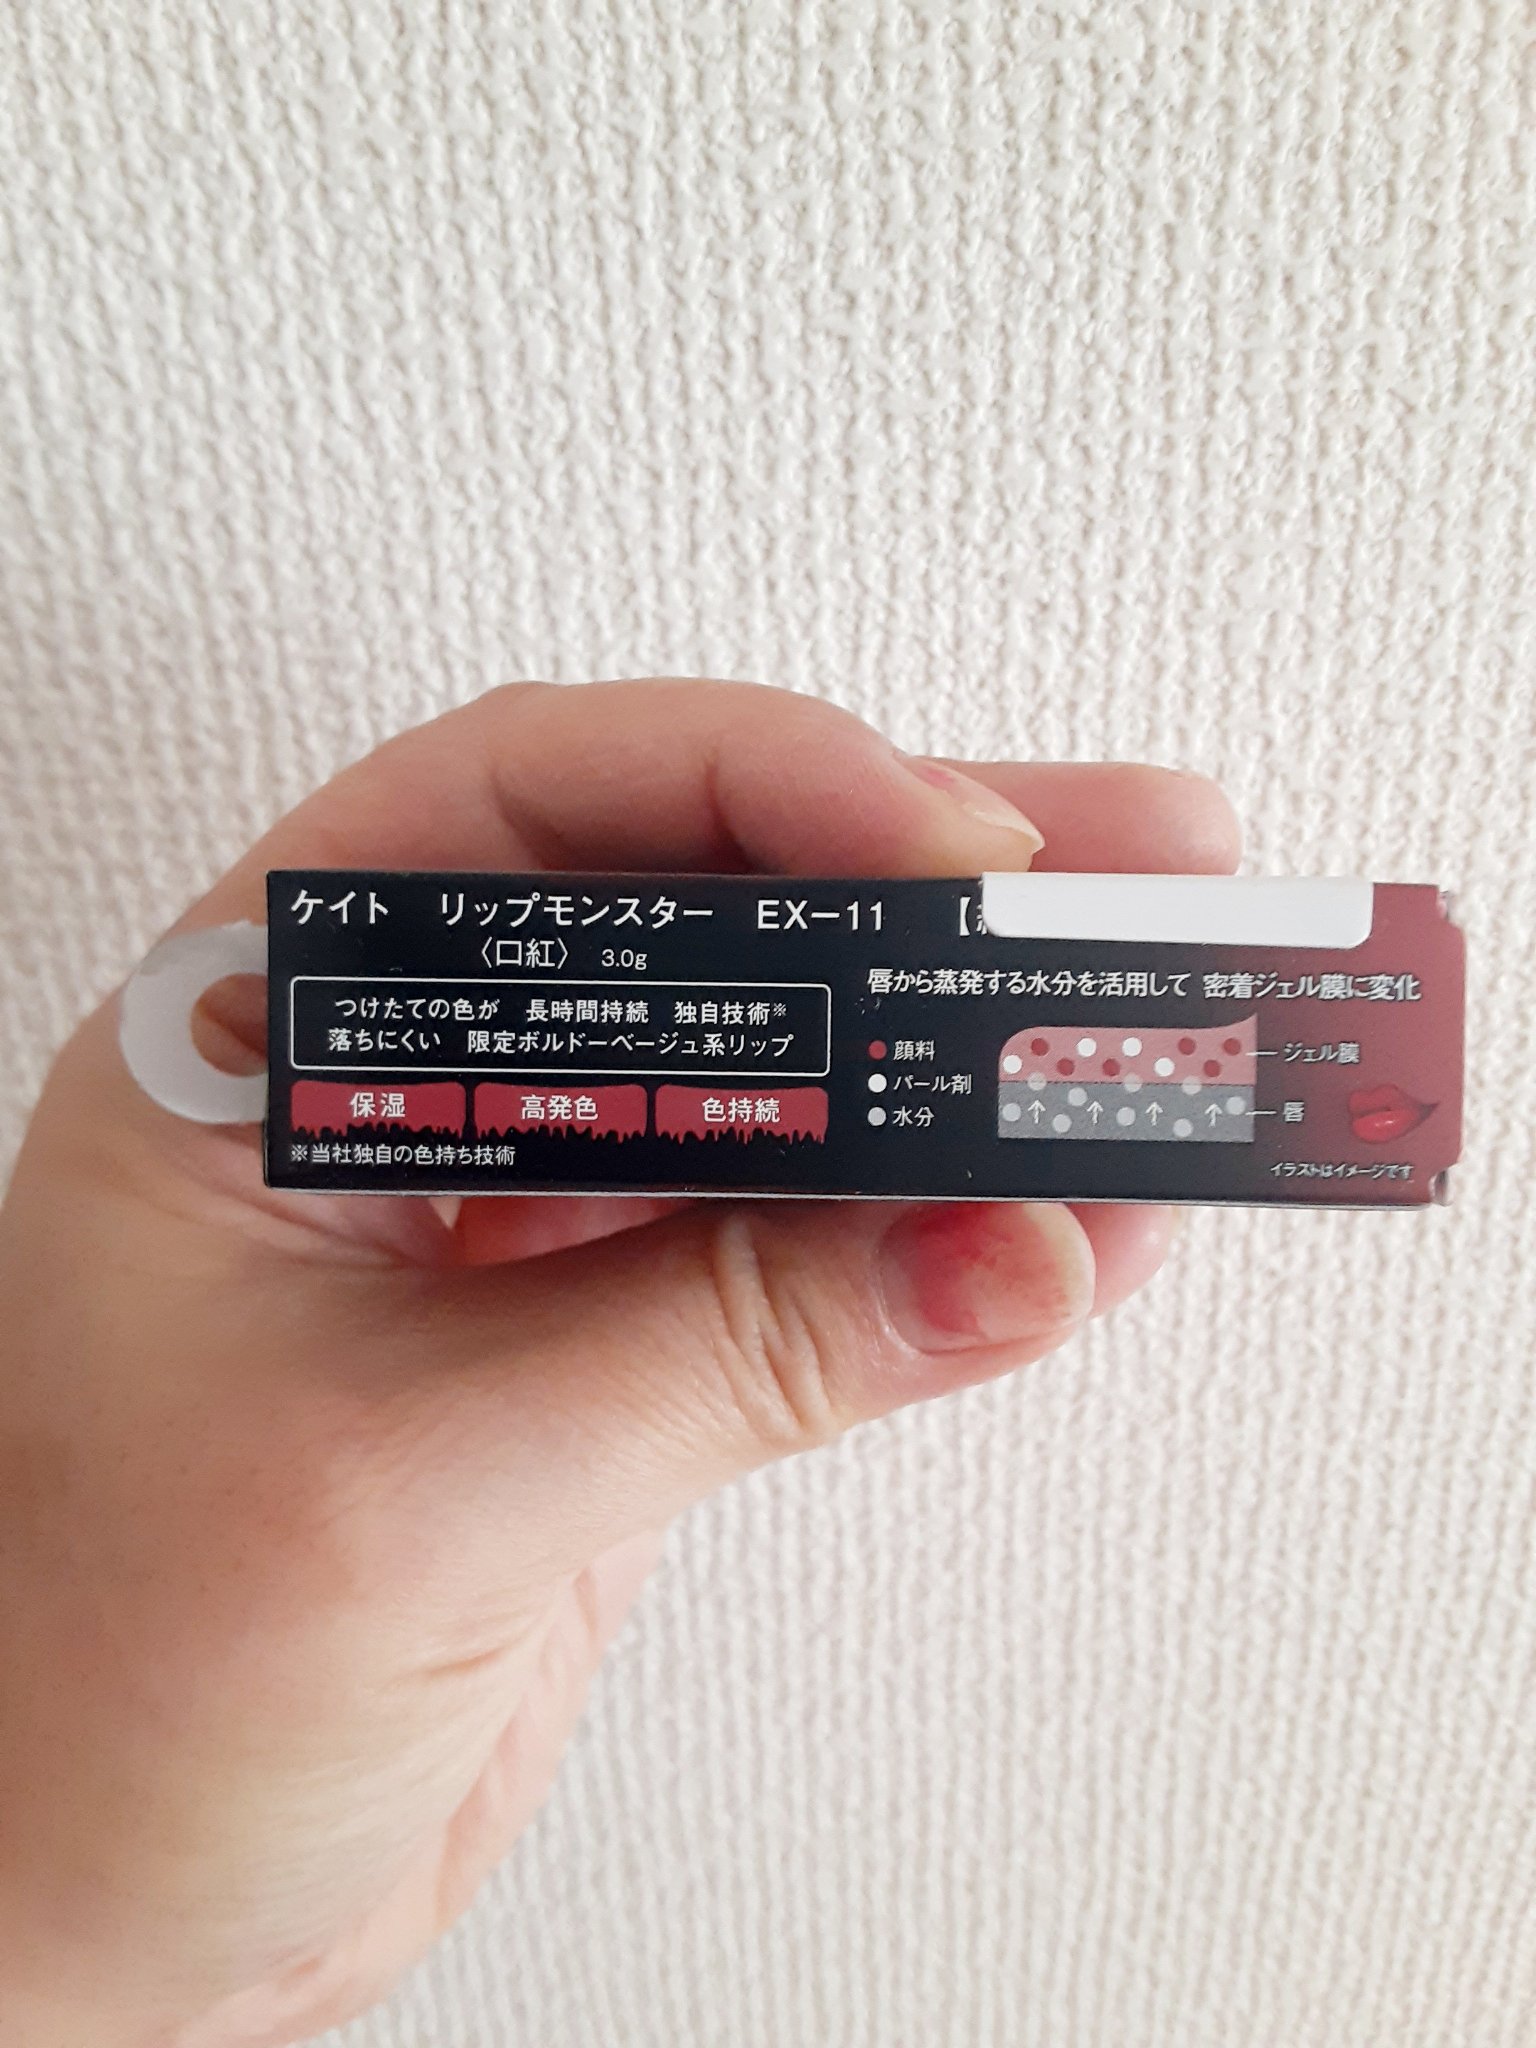 ケイト リップモンスター EX－11 【
〈口紅〉 3.0g
つけたての色が 長時間持続 独自技術※
落ちにくい 限定ボルドーベージュ系リップ
保湿 高発色 色持続
※当社独自の色持ち技術
唇から蒸発する水分を活用して 密着ジェル膜に変化
顔料
パール剤
水分
ジェル膜
唇
イラストはイメージです